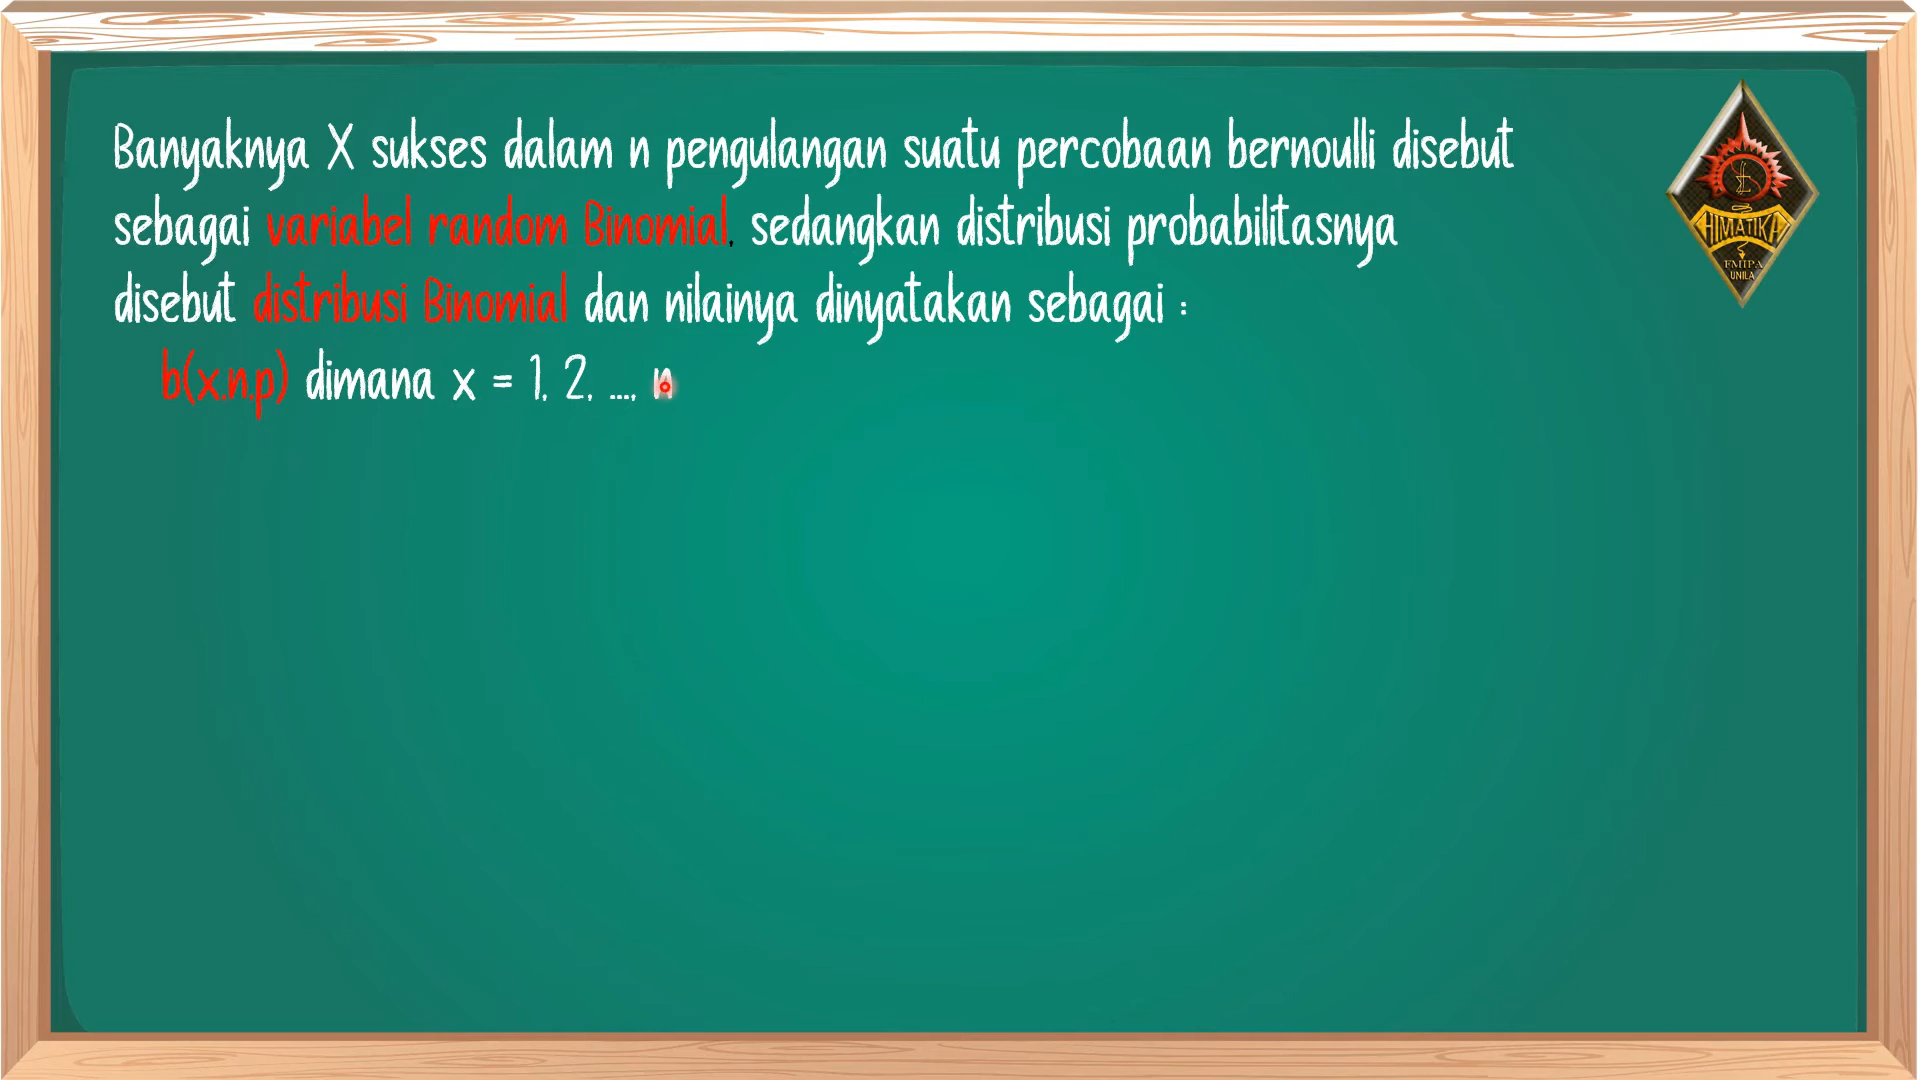 Banyaknya X sukses dalam n pengulangan suatu percobaan bernoulli disebut
sebagai variabel random Binomial, sedangkan distribusi probabilitasnya
disebut distribusi Binomial dan nilainya dinyatakan sebagai :
b(x,n,p) dimana x = 1, 2, ..., n
HIMATIKA
FMIPA
UNILA